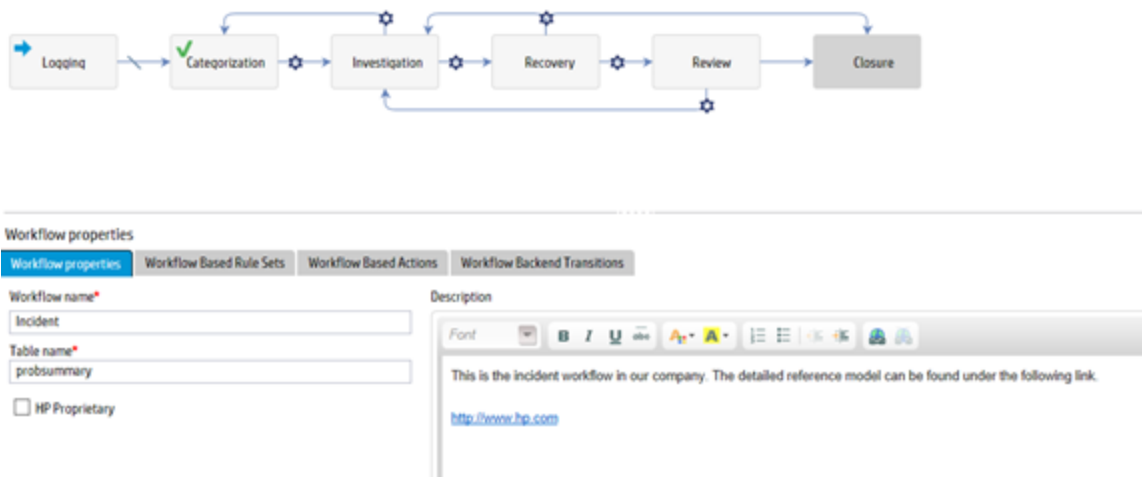 Logging
Categorization
Investigation
Recovery
Review
Closure
Workflow properties
Workflow properties
Workflow Based Rule Sets
Workflow Based Actions
Workflow Backend Transitions
Workflow name*
Description
Incident
Font
B I U abc A A
Table name*
probsummary
This is the incident workflow in our company. The detailed reference model can be found under the following link.
HP Proprietary
http://www.hp.com